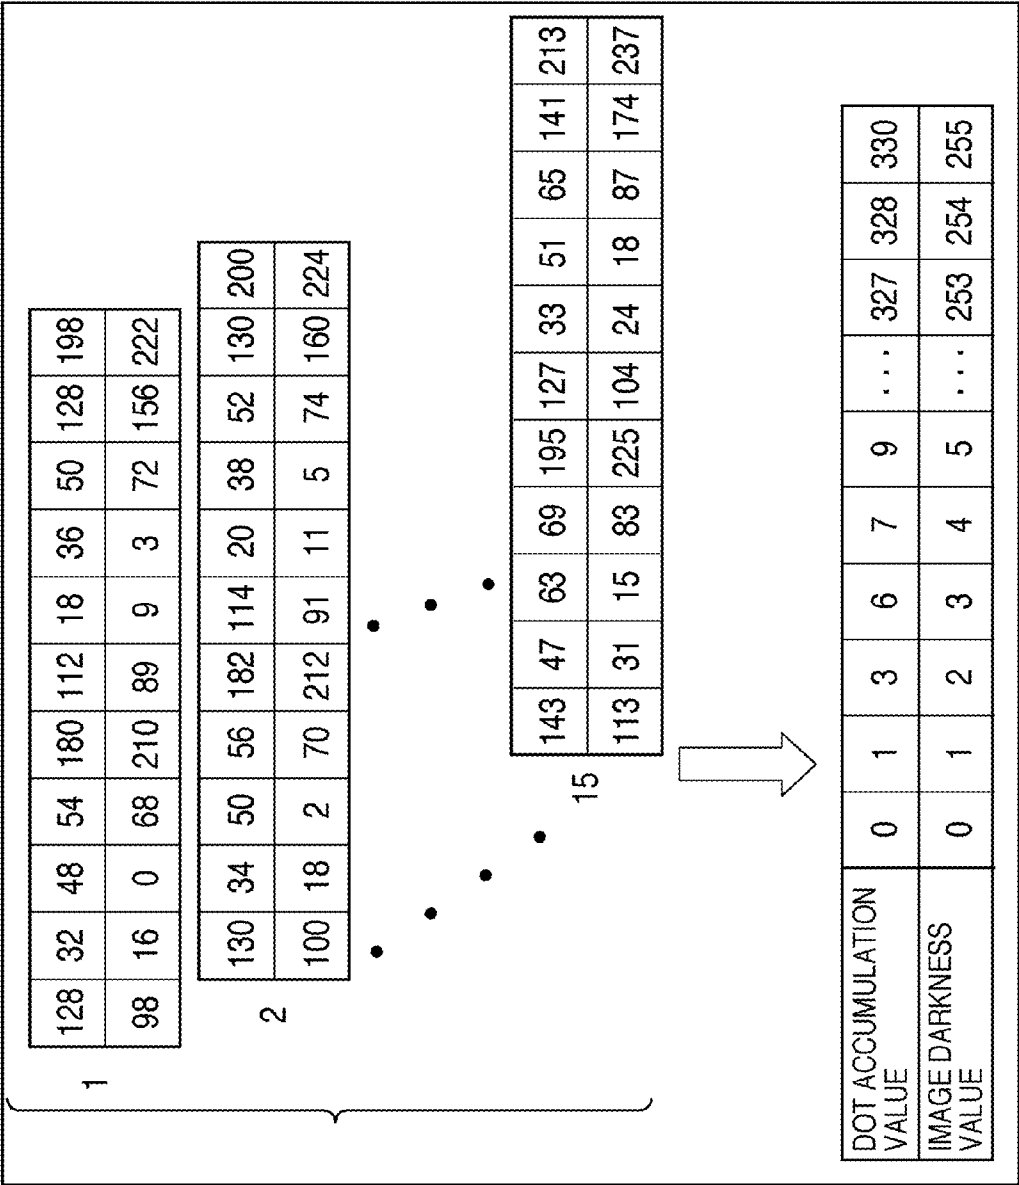 1
128 32 48 54 180 112 18 36 50 128 198
98 16 0 68 210 89 9 3 72 156 222
2
130 34 50 56 182 114 20 38 52 130 200
100 18 2 70 212 91 11 5 74 160 224
15
143 47 63 69 195 127 33 51 65 141 213
113 31 15 83 225 104 24 18 87 174 237
DOT ACCUMULATION
VALUE
0 1 3 6 7 9 ... 327 328 330
IMAGE DARKNESS
VALUE
0 1 2 3 4 5 ... 253 254 255